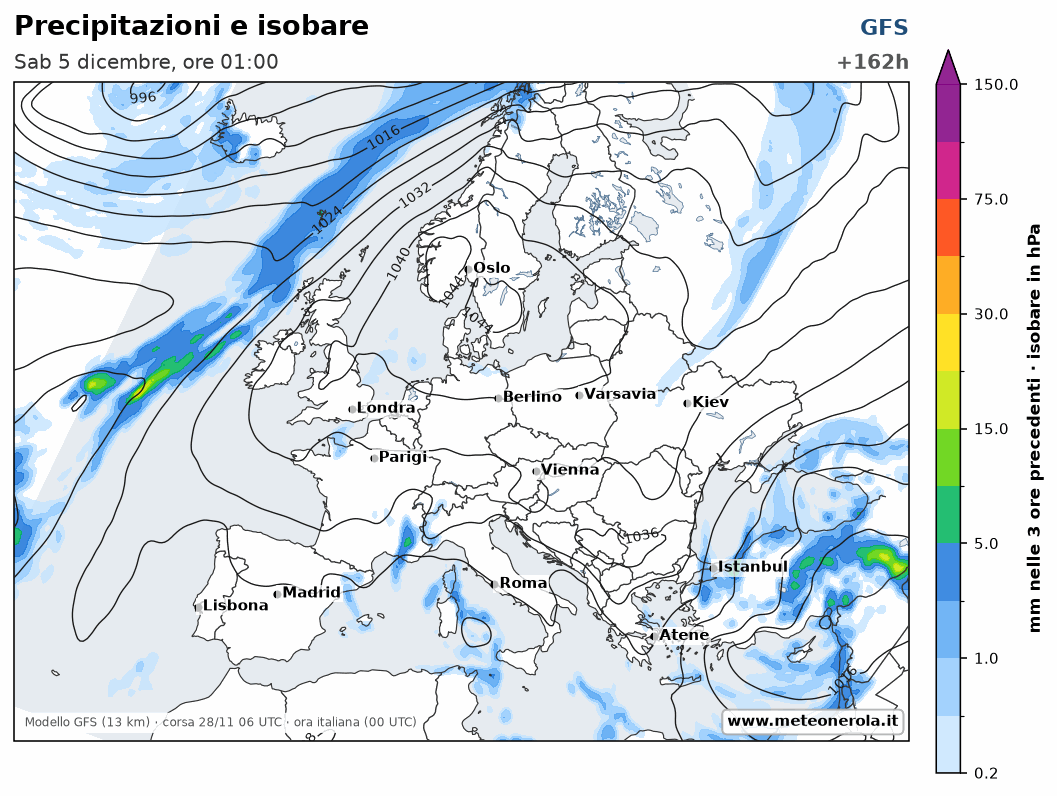 Precipitazioni e isobare
GFS
Sab 5 dicembre, ore 01:00
+162h
996
1016
1024
1032
1040
1044
1044
1036
1016
8
Oslo
Berlino
Varsavia
Kiev
Londra
Parigi
Vienna
Istanbul
Roma
Madrid
Lisbona
Atene
Modello GFS (13 km) · corsa 28/11 06 UTC · ora italiana (00 UTC)
www.meteonerola.it
150.0
75.0
30.0
15.0
5.0
1.0
0.2
mm nelle 3 ore precedenti · isobare in hPa